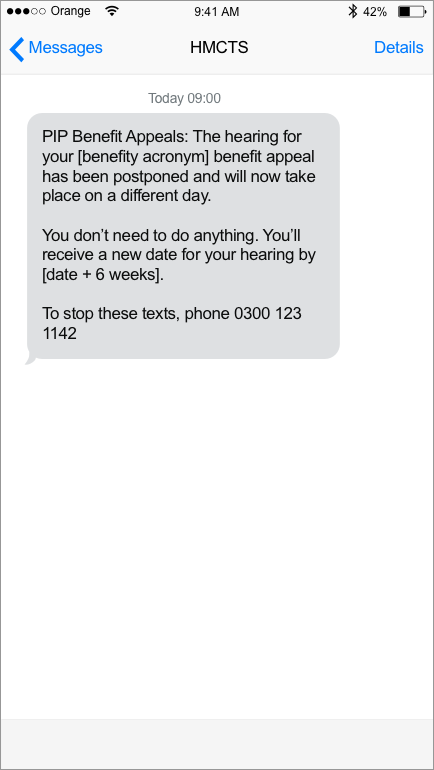 Orange 9:41 AM 42%
Messages HMCTS Details
Today 09:00
PIP Benefit Appeals: The hearing for
your [benefity acronym] benefit appeal
has been postponed and will now take
place on a different day.
You don’t need to do anything. You’ll
receive a new date for your hearing by
[date + 6 weeks].
To stop these texts, phone 0300 123
1142